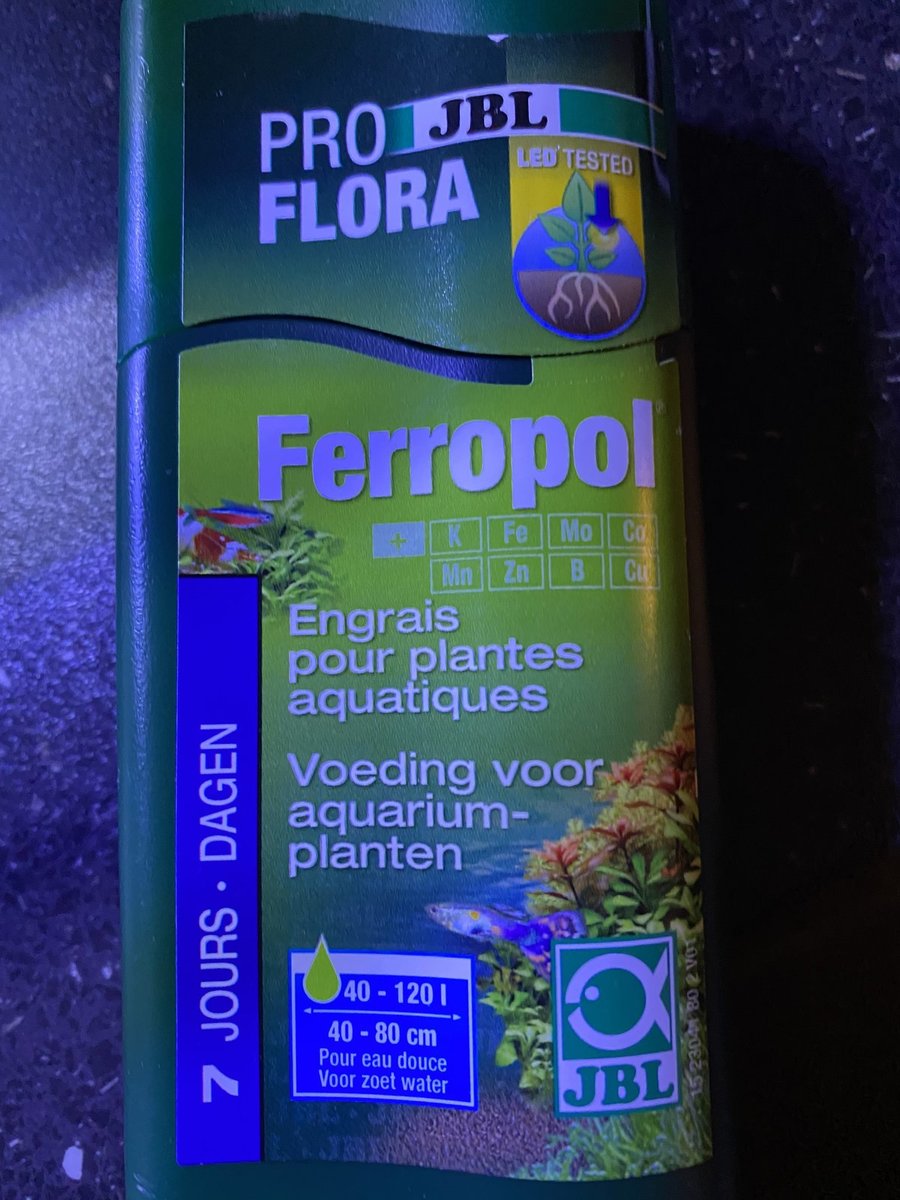 PRO JBL
FLORA
LED TESTED
Ferropol®
+ K Fe Mo Co
Mn Zn B Cu
Engrais
pour plantes
aquatiques
Voeding voor
aquarium-
planten
7 JOURS · DAGEN
40 - 120 l
40 - 80 cm
Pour eau douce
Voor zoet water
JBL